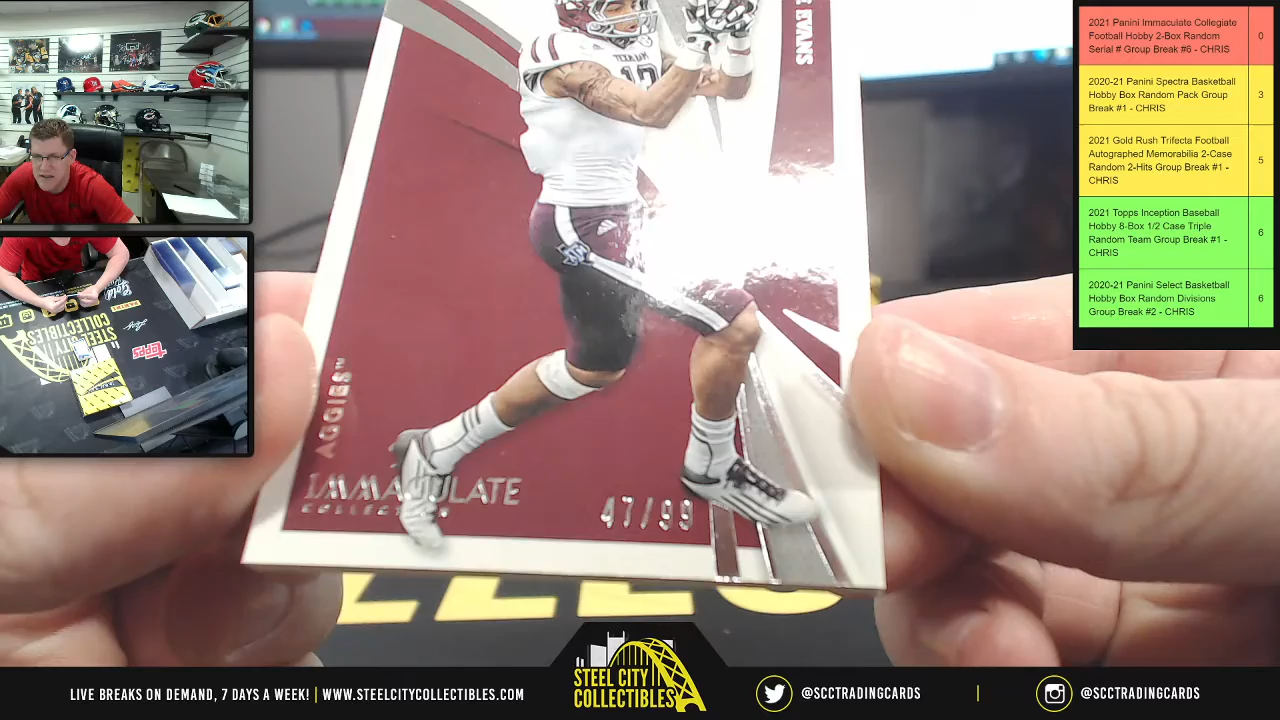 E EVANS
AGGIES™
IMMACULATE
COLLECTION
47/99
2021 Panini Immaculate Collegiate
Football Hobby 2-Box Random
Serial # Group Break #6 - CHRIS
0
2020-21 Panini Spectra Basketball
Hobby Box Random Pack Group
Break #1 - CHRIS
3
2021 Gold Rush Trifecta Football
Autographed Memorabilia 2-Case
Random 2-Hits Group Break #1 -
CHRIS
5
2021 Topps Inception Baseball
Hobby 8-Box 1/2 Case Triple
Random Team Group Break #1 -
CHRIS
6
2020-21 Panini Select Basketball
Hobby Box Random Divisions
Group Break #2 - CHRIS
6
STEEL CITY
COLLECTIBLES
topps
STEEL CITY
COLLECTIBLES
LIVE BREAKS ON DEMAND, 7 DAYS A WEEK! | WWW.STEELCITYCOLLECTIBLES.COM
@SCCTRADINGCARDS
@SCCTRADINGCARDS